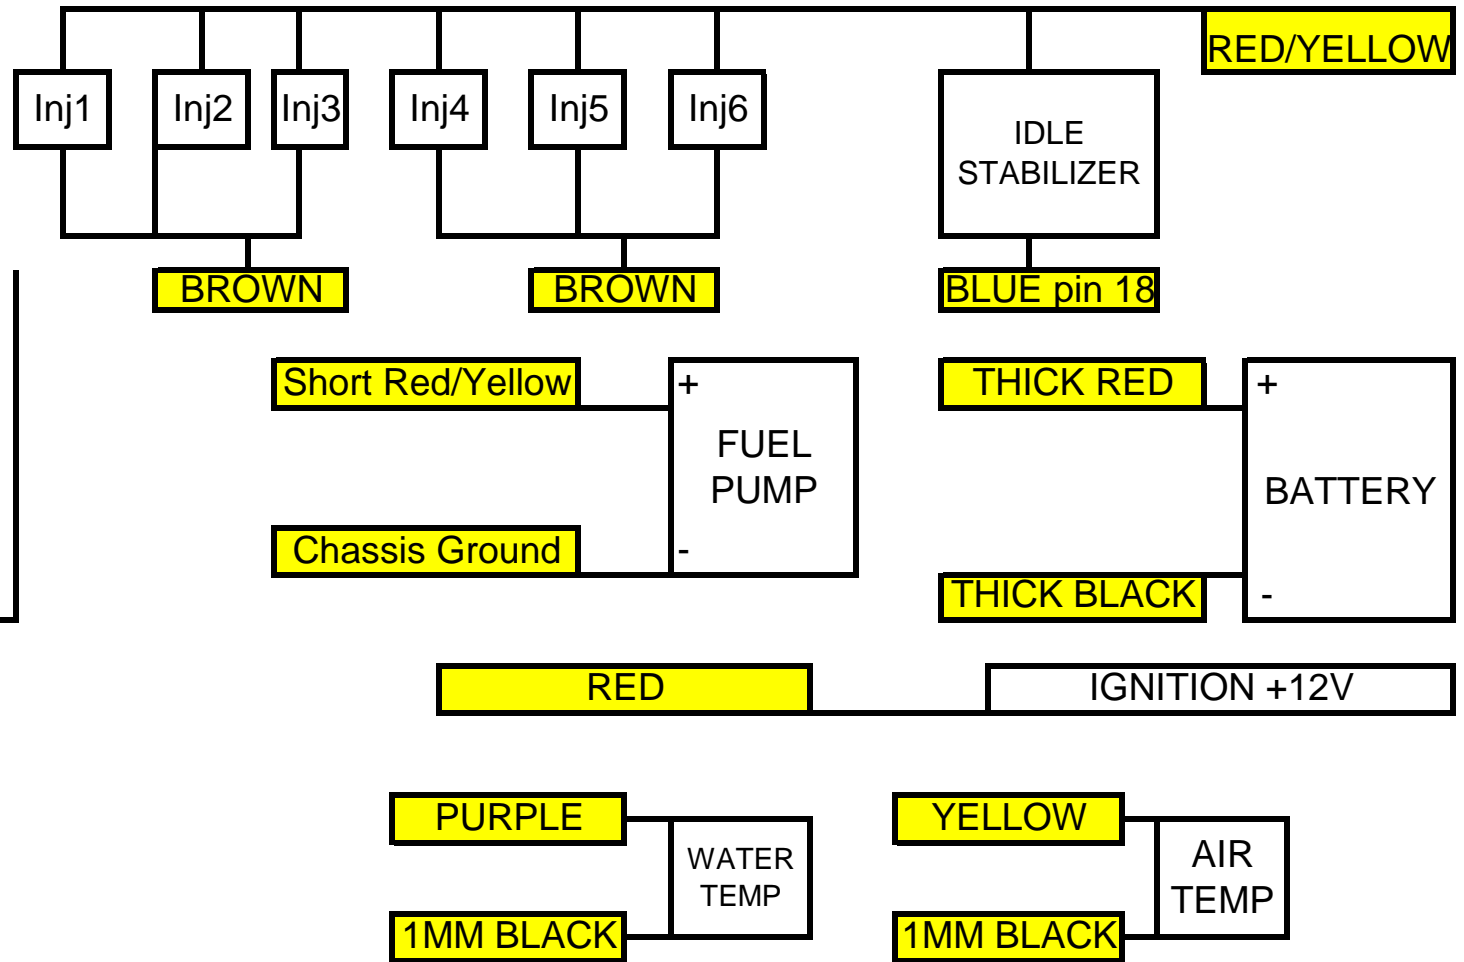 RED/YELLOW
Inj1
Inj2
Inj3
Inj4
Inj5
Inj6
IDLE
STABILIZER
BROWN
BROWN
BLUE pin 18
Short Red/Yellow
+
FUEL
PUMP
Chassis Ground
-
THICK RED
+
BATTERY
THICK BLACK
-
RED
IGNITION +12V
PURPLE
WATER
TEMP
1MM BLACK
YELLOW
AIR
TEMP
1MM BLACK